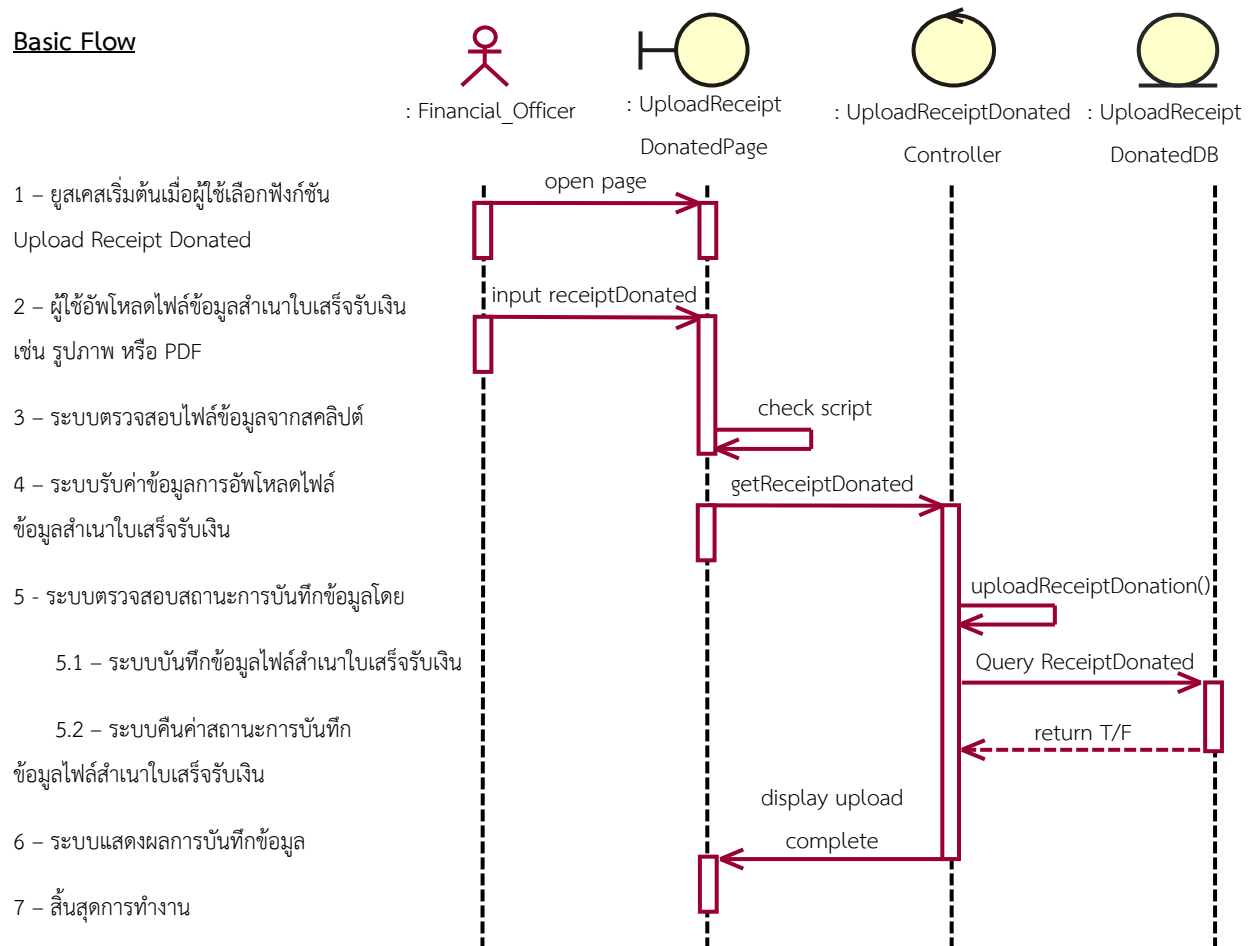 Basic Flow
: Financial_Officer
: UploadReceipt
DonatedPage
: UploadReceiptDonated
Controller
: UploadReceipt
DonatedDB
1 – ยูสเคสเริ่มต้นเมื่อผู้ใช้เลือกฟังก์ชัน
Upload Receipt Donated
open page
2 – ผู้ใช้อัพโหลดไฟล์ข้อมูลสำเนาใบเสร็จรับเงิน
เช่น รูปภาพ หรือ PDF
input receiptDonated
3 – ระบบตรวจสอบไฟล์ข้อมูลจากสคลิปต์
check script
4 – ระบบรับค่าข้อมูลการอัพโหลดไฟล์
ข้อมูลสำเนาใบเสร็จรับเงิน
getReceiptDonated
5 - ระบบตรวจสอบสถานะการบันทึกข้อมูลโดย
uploadReceiptDonation()
5.1 – ระบบบันทึกข้อมูลไฟล์สำเนาใบเสร็จรับเงิน
Query ReceiptDonated
5.2 – ระบบคืนค่าสถานะการบันทึก
ข้อมูลไฟล์สำเนาใบเสร็จรับเงิน
return T/F
6 – ระบบแสดงผลการบันทึกข้อมูล
display upload
complete
7 – สิ้นสุดการทำงาน